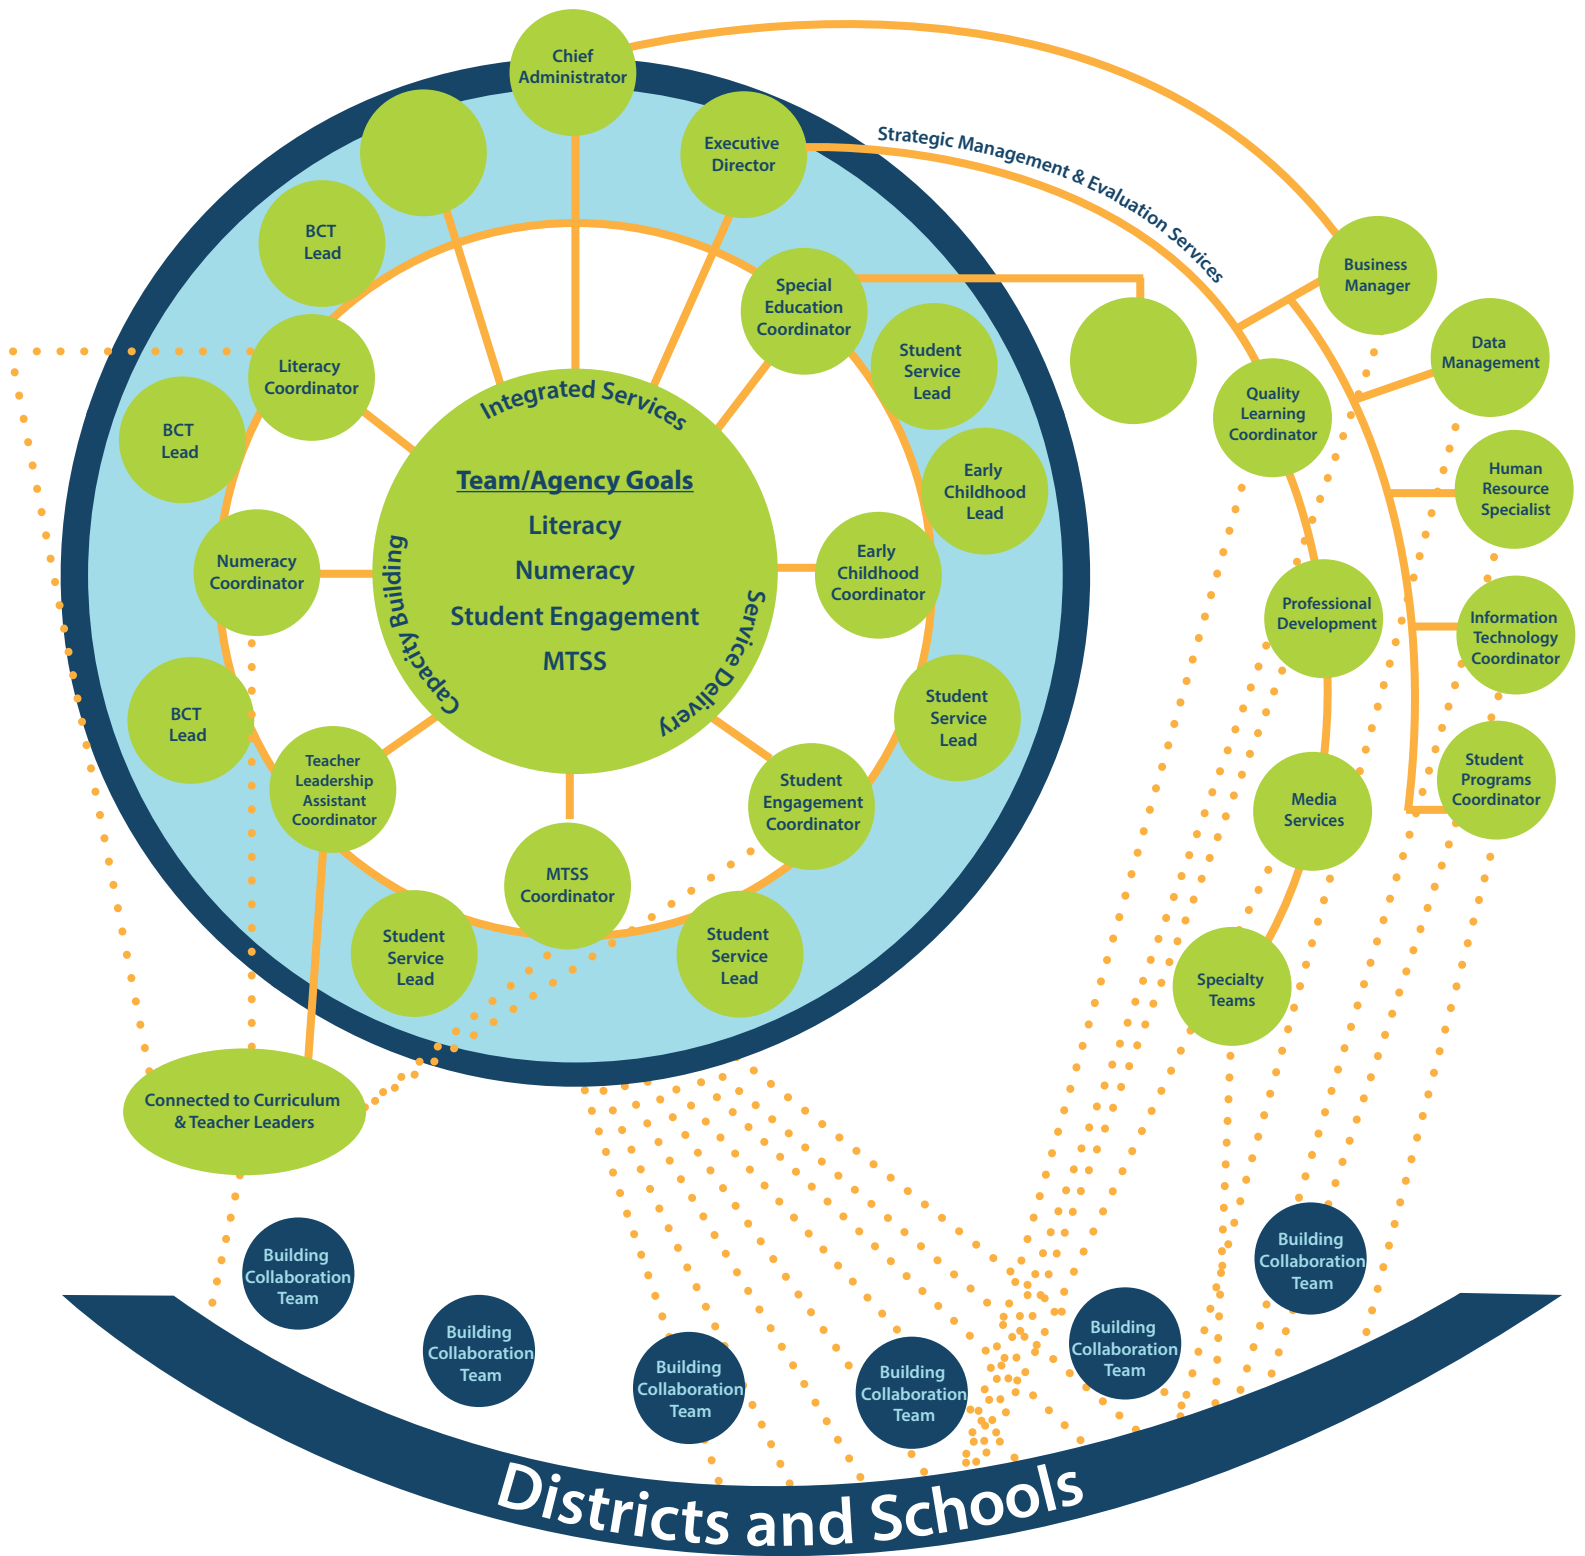 Chief
Administrator
Executive
Director
Strategic Management & Evaluation Services
BCT
Lead
Special
Education
Coordinator
Business
Manager
Literacy
Coordinator
Student
Service
Lead
Data
Management
Quality
Learning
Coordinator
BCT
Lead
Integrated Services
Team/Agency Goals
Literacy
Numeracy
Student Engagement
MTSS
Capacity Building
Service Delivery
Early
Childhood
Lead
Human
Resource
Specialist
Numeracy
Coordinator
Early
Childhood
Coordinator
Professional
Development
Information
Technology
Coordinator
BCT
Lead
Student
Service
Lead
Teacher
Leadership
Assistant
Coordinator
Student
Engagement
Coordinator
Media
Services
Student
Programs
Coordinator
MTSS
Coordinator
Student
Service
Lead
Student
Service
Lead
Specialty
Teams
Connected to Curriculum
& Teacher Leaders
Building
Collaboration
Team
Building
Collaboration
Team
Building
Collaboration
Team
Building
Collaboration
Team
Building
Collaboration
Team
Building
Collaboration
Team
Districts and Schools